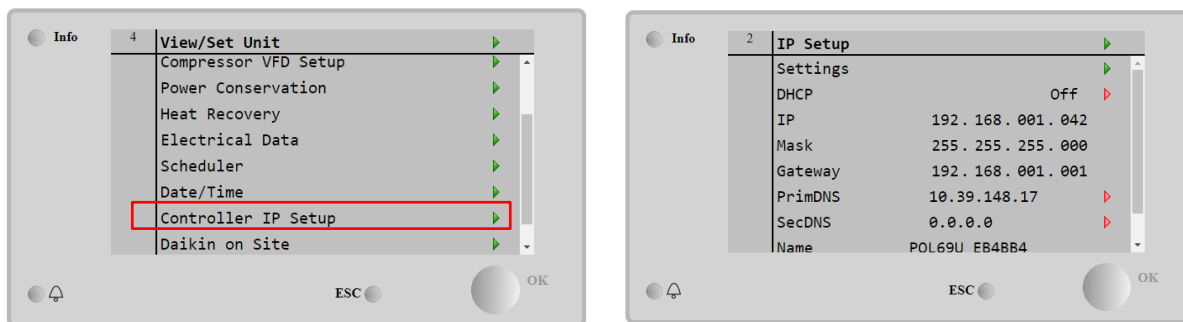 Info
4 View/Set Unit
Compressor VFD Setup
Power Conservation
Heat Recovery
Electrical Data
Scheduler
Date/Time
Controller IP Setup
Daikin on Site
ESC
OK
Info
2 IP Setup
Settings
DHCP Off
IP 192.168.001.042
Mask 255.255.255.000
Gateway 192.168.001.001
PrimDNS 10.39.148.17
SecDNS 0.0.0.0
Name POL69U_EB4BB4
ESC
OK